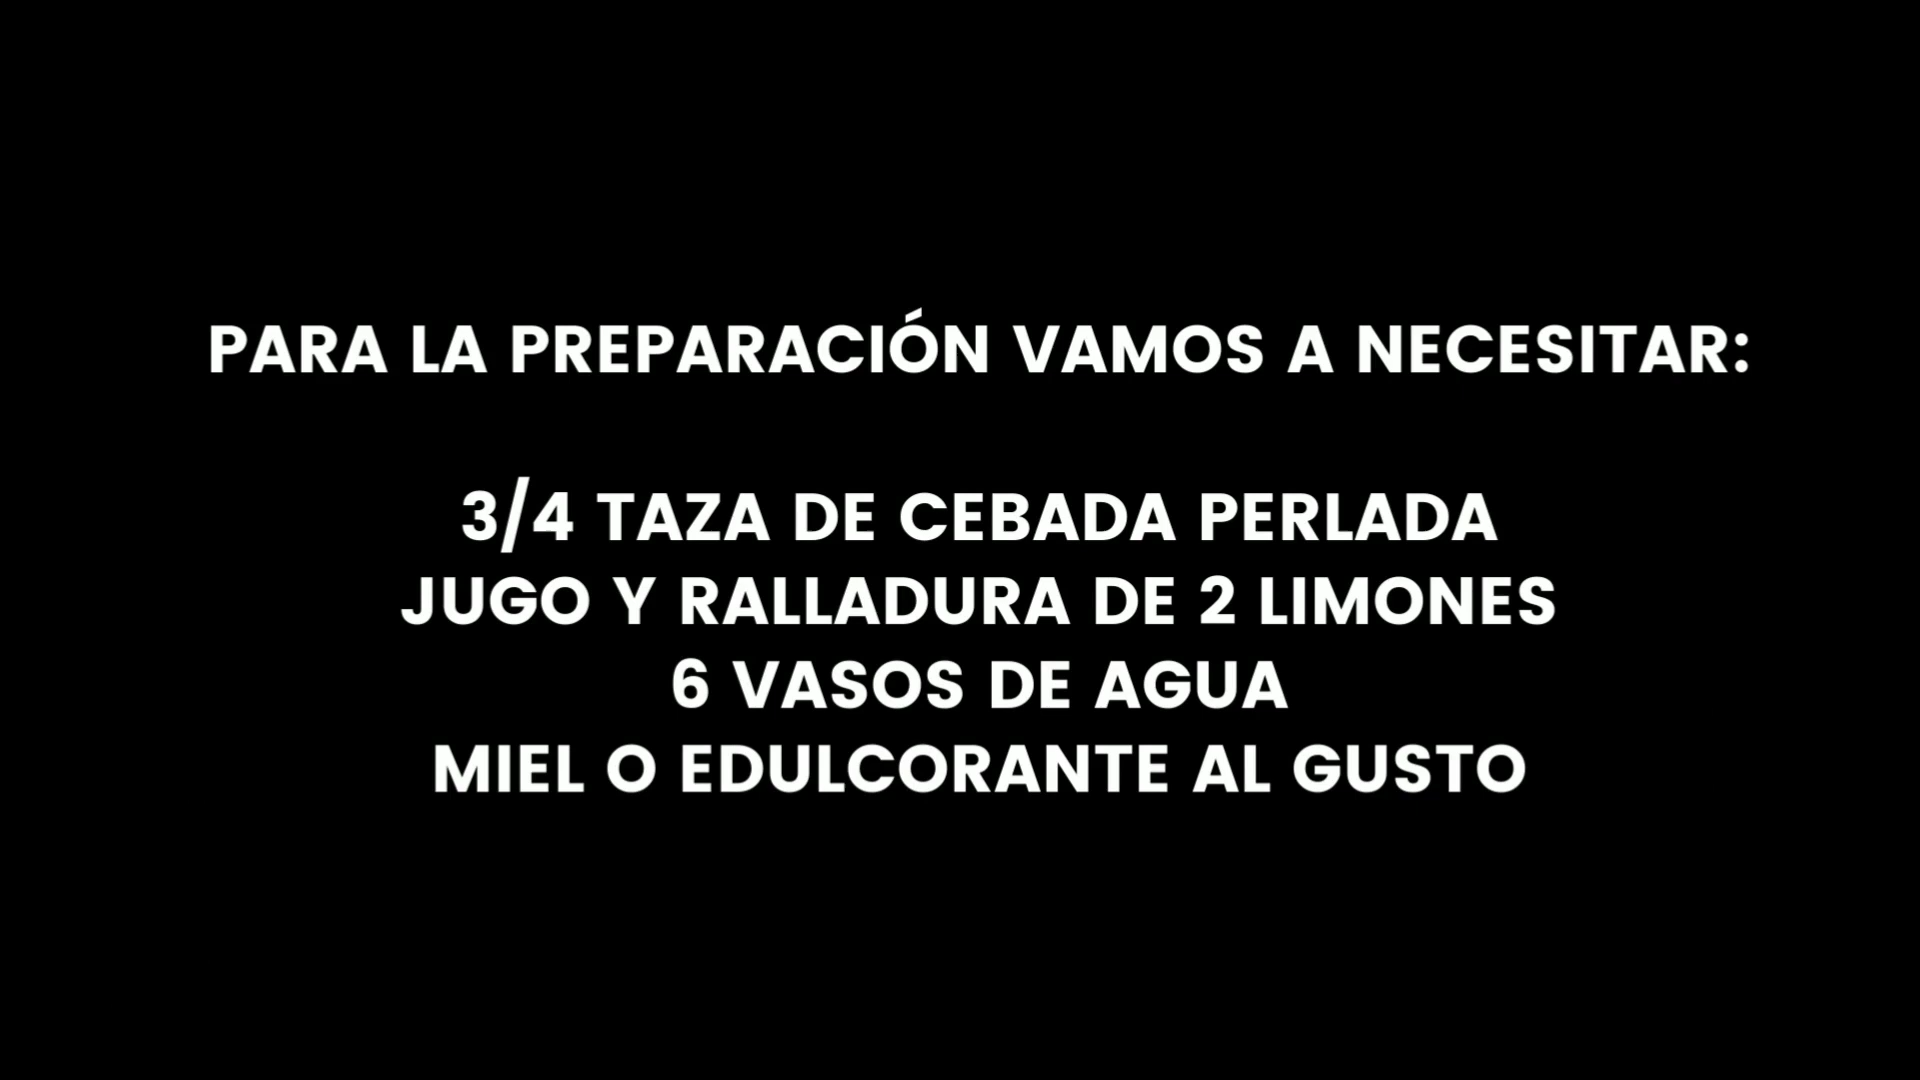 PARA LA PREPARACIÓN VAMOS A NECESITAR:
3/4 TAZA DE CEBADA PERLADA
JUGO Y RALLADURA DE 2 LIMONES
6 VASOS DE AGUA
MIEL O EDULCORANTE AL GUSTO